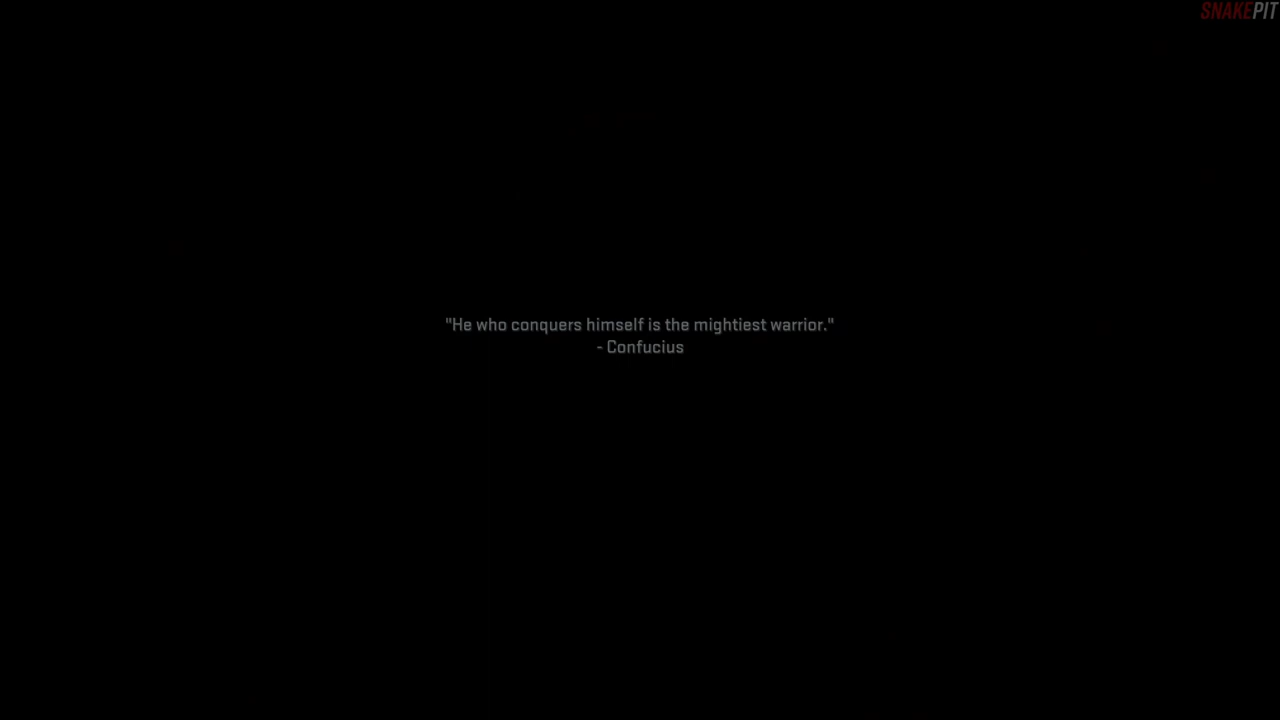 SNAKEPIT
"He who conquers himself is the mightiest warrior."
- Confucius